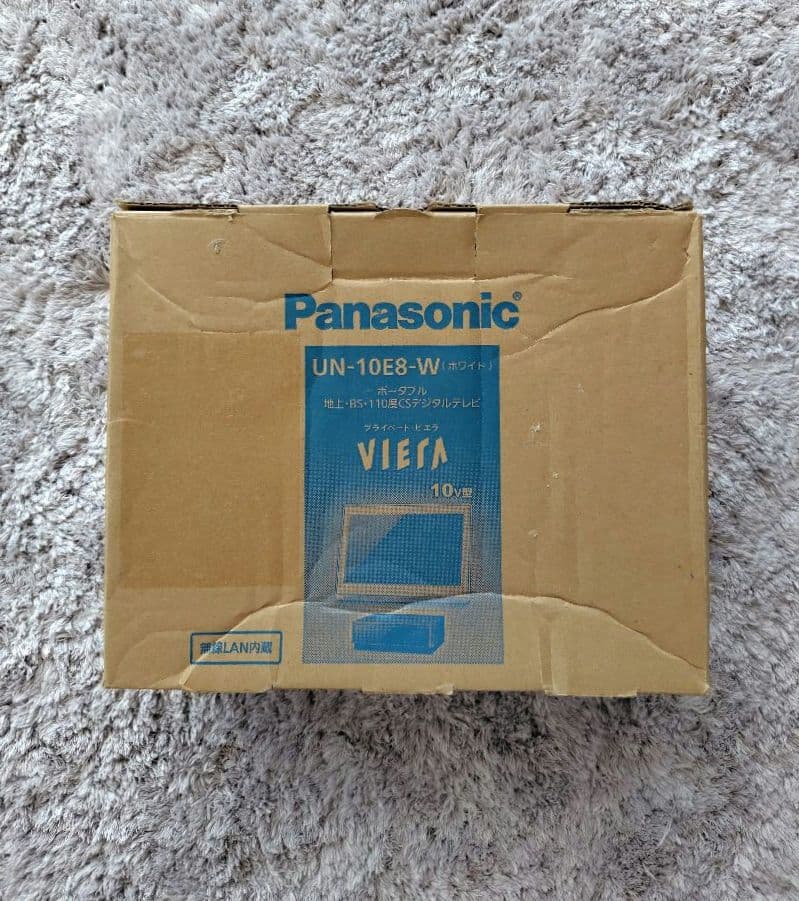 Panasonic®
UN-10E8-W(ホワイト)
ポータブル
地上・BS・110度CSデジタルテレビ
プライベート・ビエラ
VIErA
10V型
無線LAN内蔵